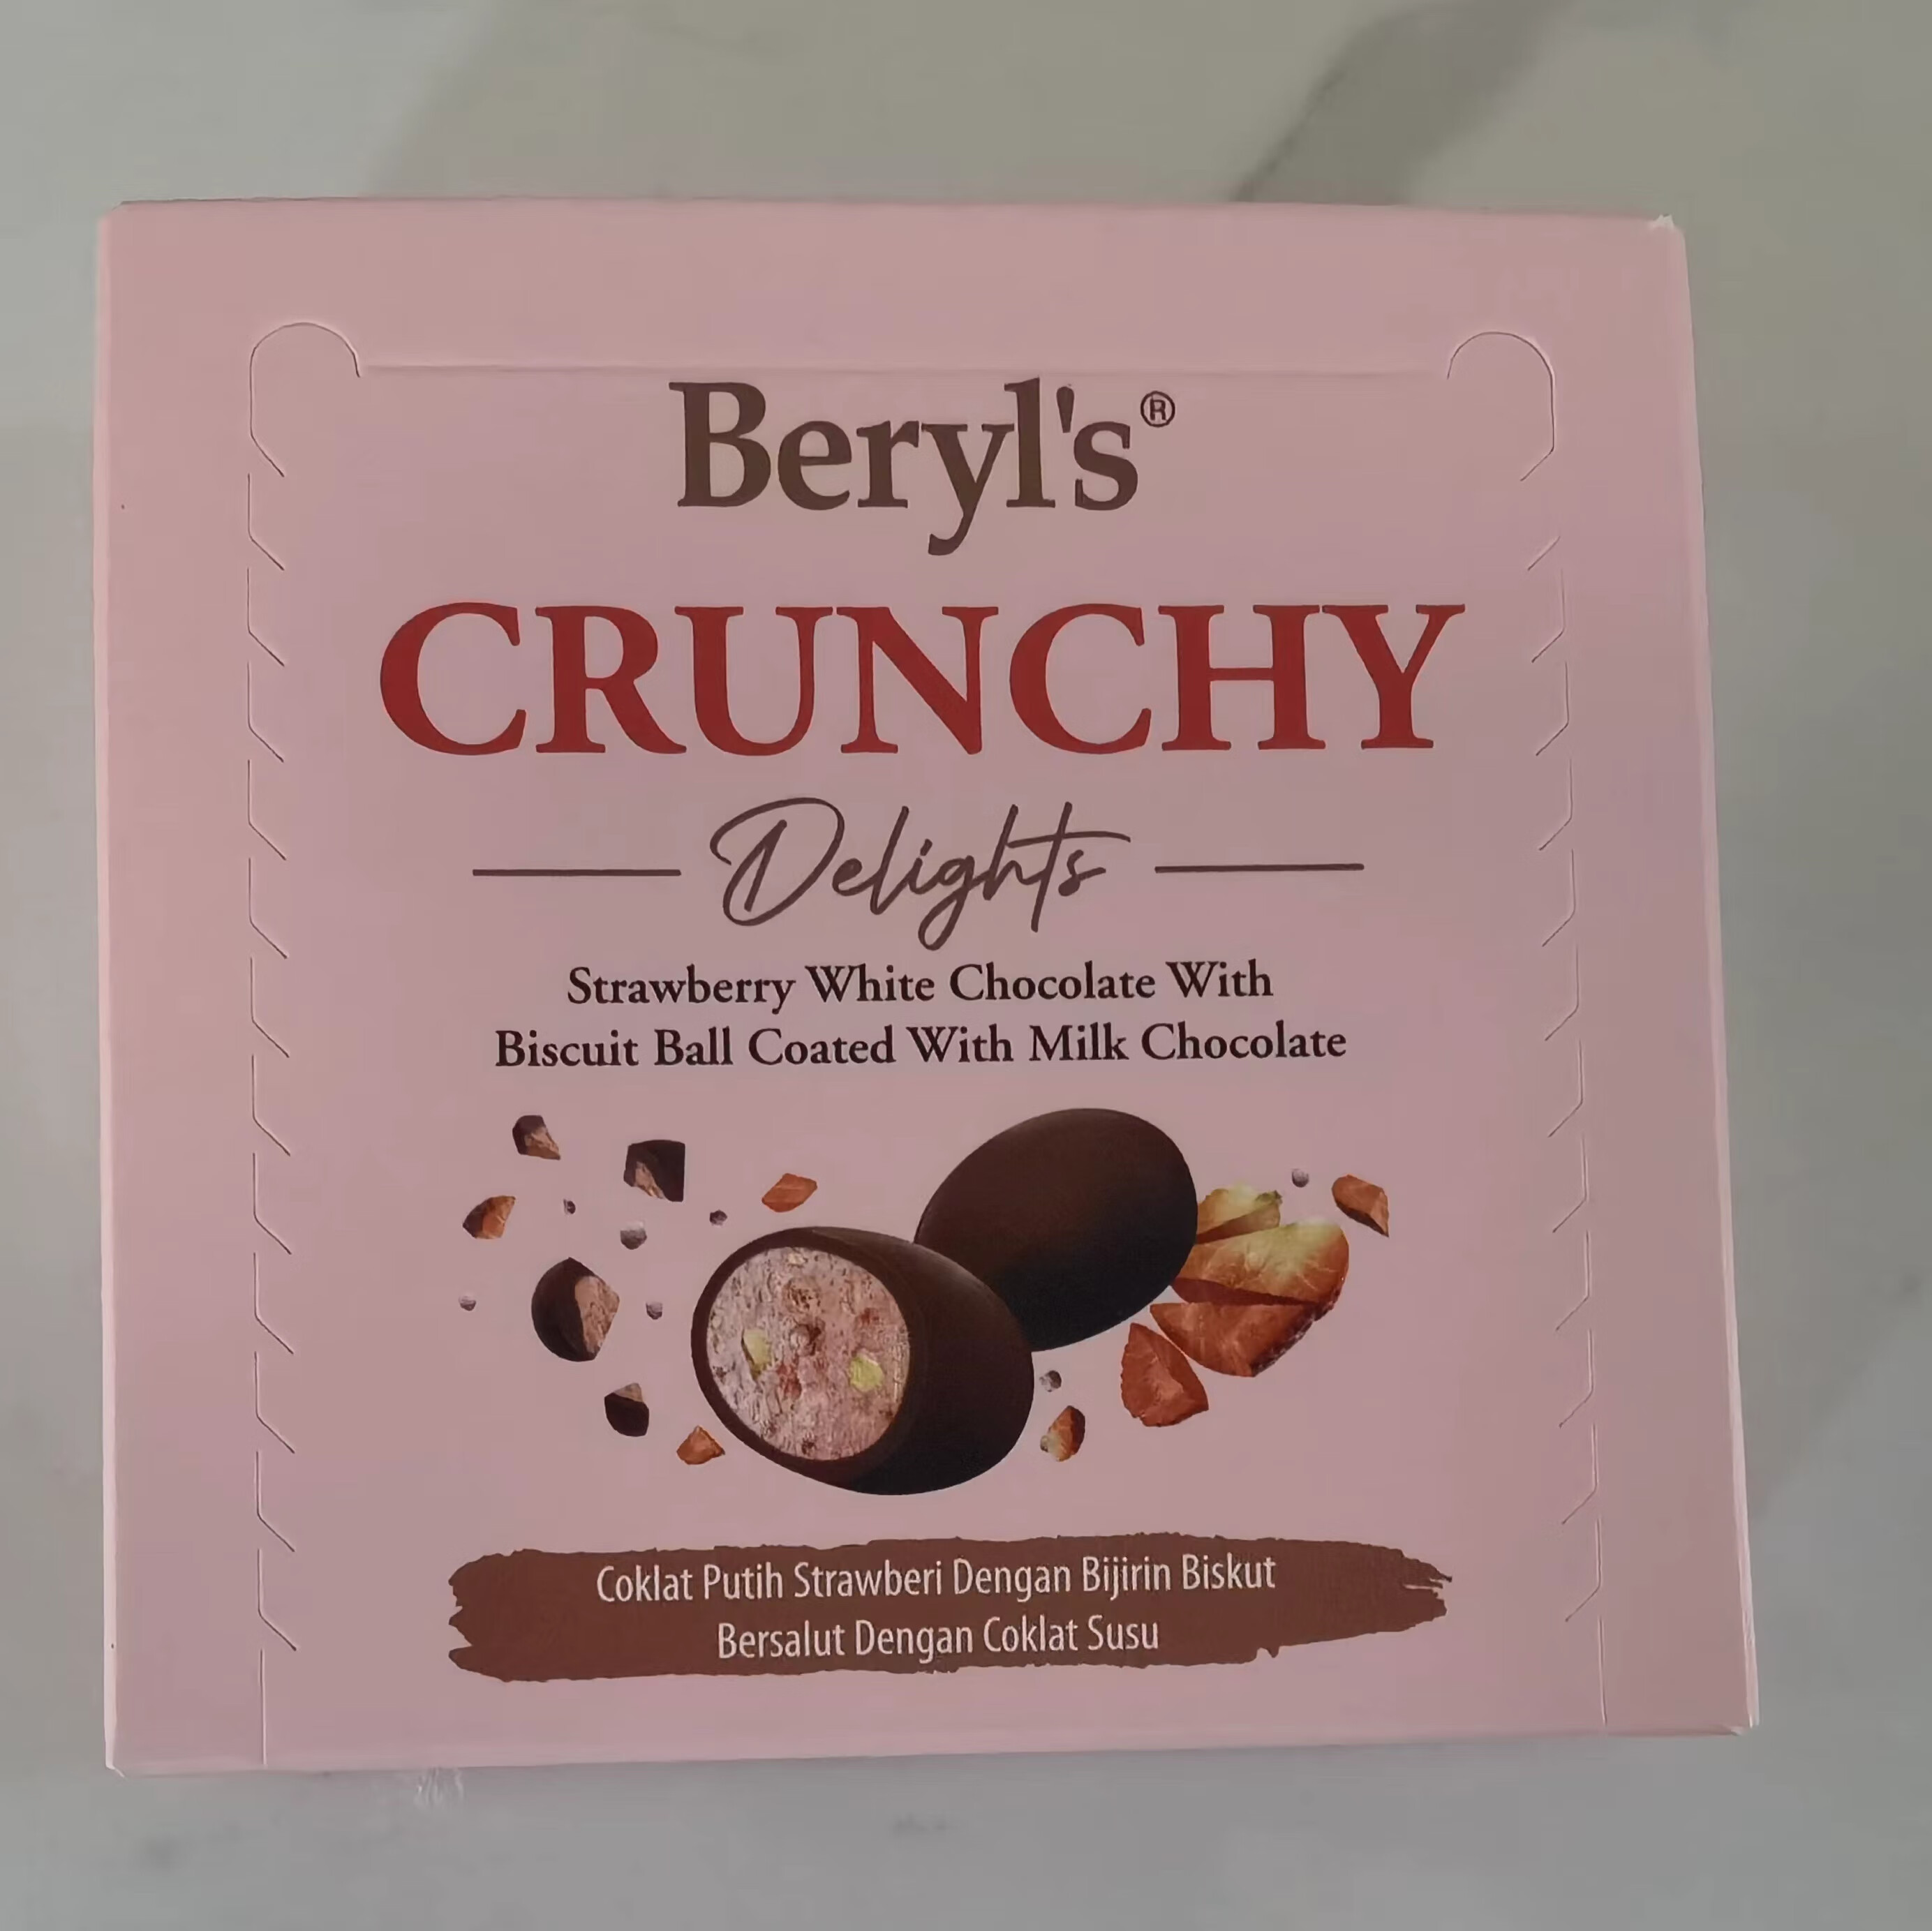 Beryl's®
CRUNCHY
Delights
Strawberry White Chocolate With
Biscuit Ball Coated With Milk Chocolate
Coklat Putih Strawberi Dengan Bijirin Biskut
Bersalut Dengan Coklat Susu